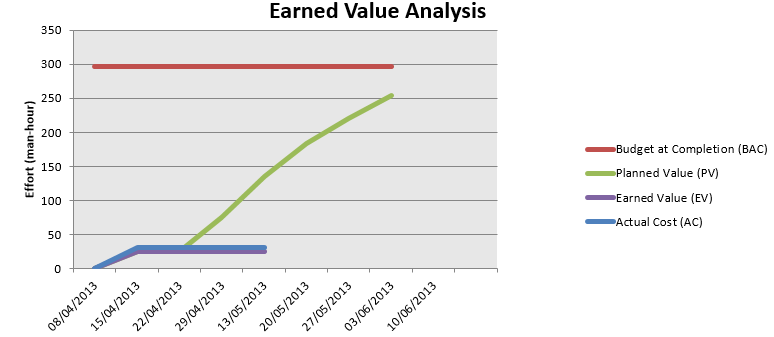 Earned Value Analysis
350
300
250
200
150
100
50
0
Effort (man-hour)
08/04/2013
15/04/2013
22/04/2013
29/04/2013
13/05/2013
20/05/2013
27/05/2013
03/06/2013
10/06/2013
Budget at Completion (BAC)
Planned Value (PV)
Earned Value (EV)
Actual Cost (AC)